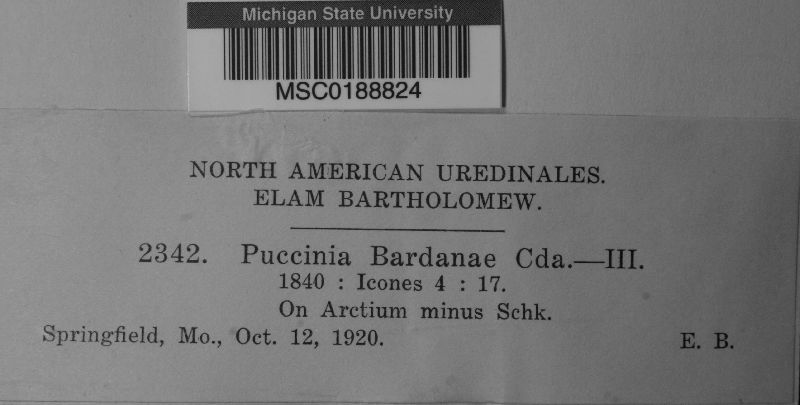 Michigan State University
MSC0188824
NORTH AMERICAN UREDINALES.
ELAM BARTHOLOMEW.
2342. Puccinia Bardanae Cda.—III.
1840 : Icones 4 : 17.
On Arctium minus Schk.
Springfield, Mo., Oct. 12, 1920. E. B.